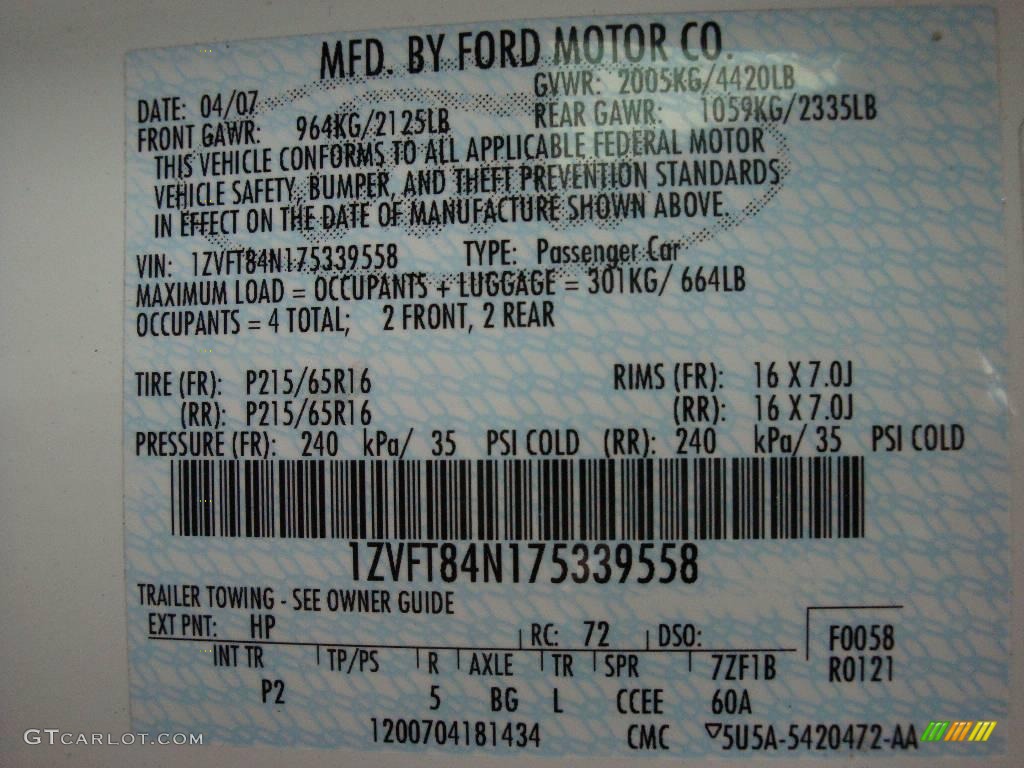 MFD. BY FORD MOTOR CO.
DATE: 04/07 GVWR: 2005KG/4420LB
FRONT GAWR: 964KG/2125LB REAR GAWR: 1059KG/2335LB
THIS VEHICLE CONFORMS TO ALL APPLICABLE FEDERAL MOTOR
VEHICLE SAFETY, BUMPER, AND THEFT PREVENTION STANDARDS
IN EFFECT ON THE DATE OF MANUFACTURE SHOWN ABOVE.
VIN: 1ZVFT84N175339558 TYPE: Passenger Car
MAXIMUM LOAD = OCCUPANTS + LUGGAGE = 301KG/ 664LB
OCCUPANTS = 4 TOTAL; 2 FRONT, 2 REAR
TIRE (FR): P215/65R16 RIMS (FR): 16 X 7.0J
(RR): P215/65R16 (RR): 16 X 7.0J
PRESSURE (FR): 240 kPa/ 35 PSI COLD (RR): 240 kPa/ 35 PSI COLD
1ZVFT84N175339558
TRAILER TOWING - SEE OWNER GUIDE
EXT PNT: HP RC: 72 DSO: F0058
INT TR TP/PS R AXLE TR SPR 7ZF1B R0121
P2 5 BG L CCEE 60A
1200704181434 CMC ▽5U5A-5420472-AA
GTCARLOT.COM